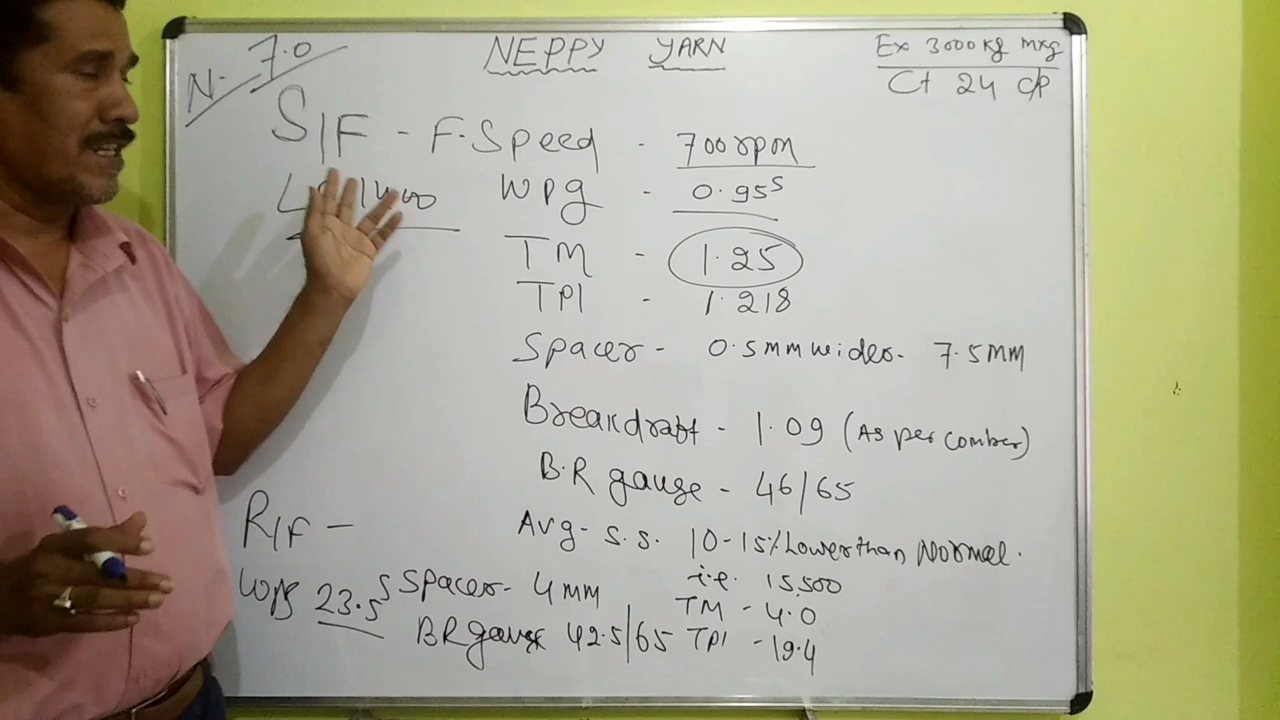 NEPPY YARN
Ex 3000 kg mxg
Ct 24 c/p
N- 7.0
S/F - F. Speed - 700 rpm
Wpg - 0.95s
TM - 1.25
TPI - 1.218
Spacer - 0.5mm wider - 7.5mm
Breakdraft - 1.09 (As per comber)
B.R gauge - 46/65
R/F - Avg - S.S. 10-15% Lower than Normal.
i.e. 15,500
Spacer - 4mm
TM - 4.0
BR gauge 42.5/65 TPI - 19.4
23.5s